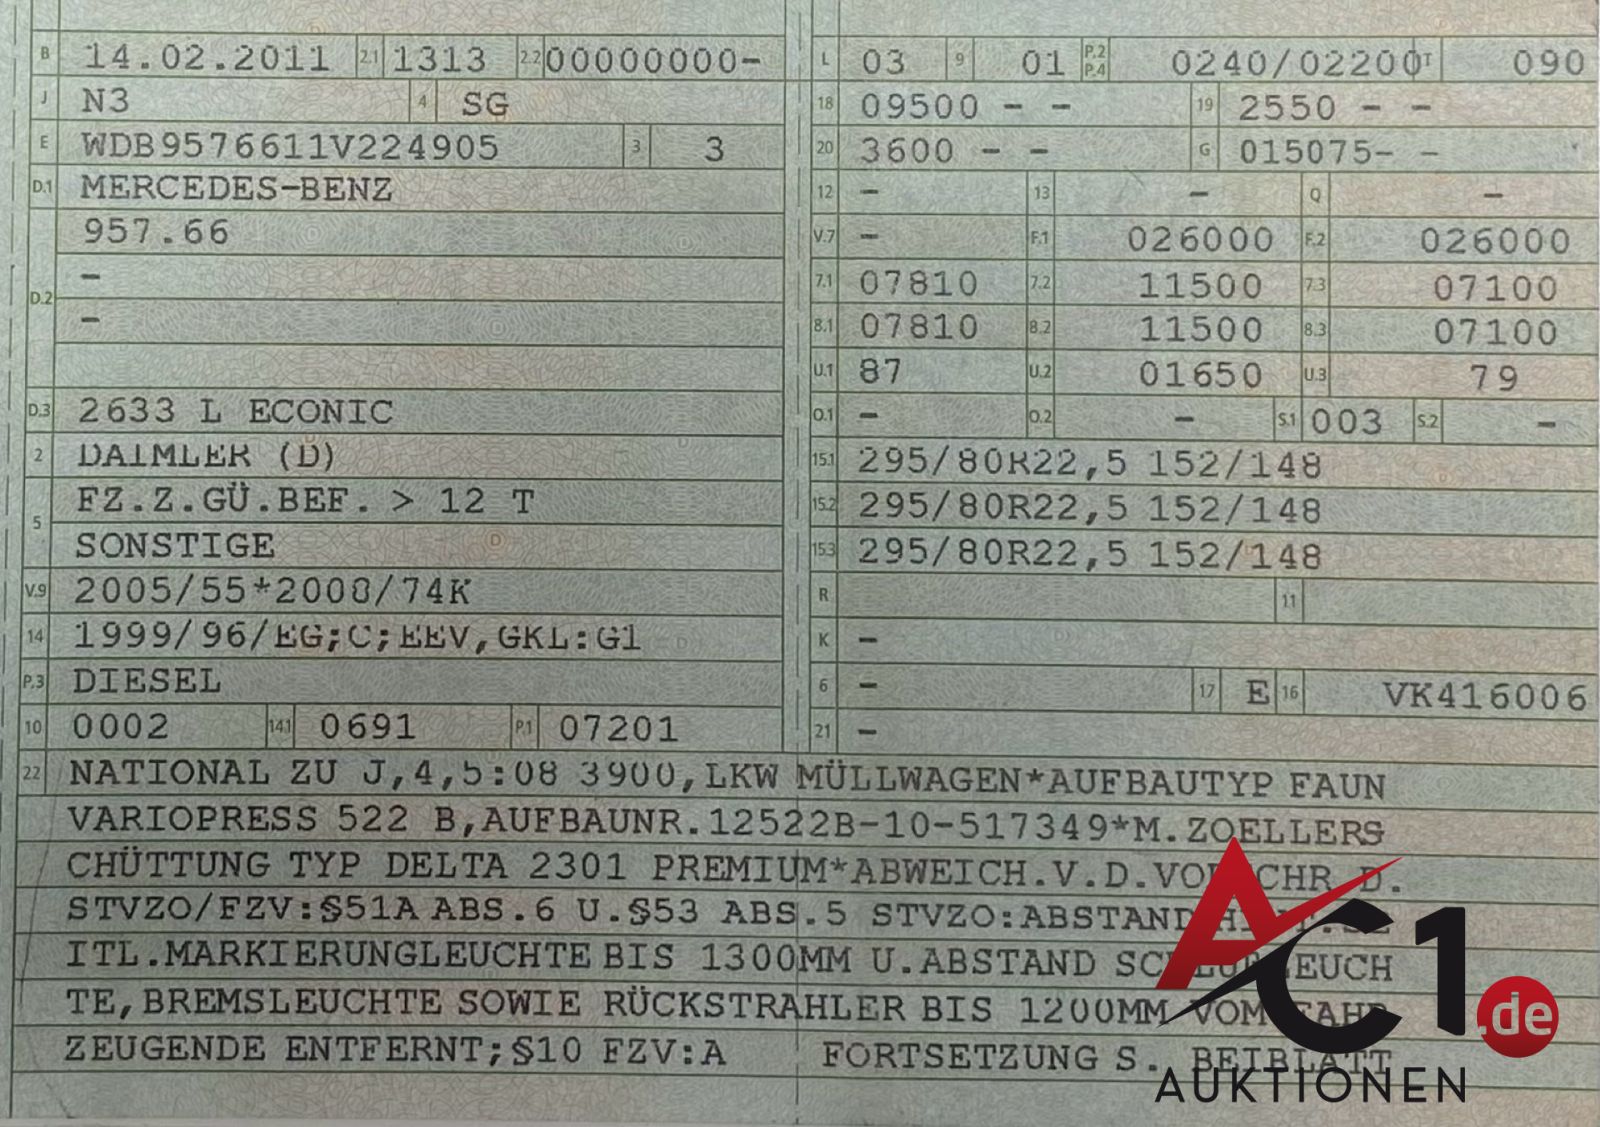 B 14.02.2011 2.1 1313 2.2 00000000-
J N3 4 SG
E WDB9576611V224905 3 3
D.1 MERCEDES-BENZ
957.66
D.2 -
-
D.3 2633 L ECONIC
2 DAIMLER (D)
FZ.Z.GÜ.BEF. > 12 T
5
SONSTIGE
V.9 2005/55*2008/74K
14 1999/96/EG;C;EEV,GKL:G1
P.3 DIESEL
10 0002 14.1 0691 P.1 07201
L 03 9 01 P.2 P.4 0240/02200 T 090
18 09500 - - 19 2550 - -
20 3600 - - G 015075- -
12 - 13 - Q -
V.7 - F.1 026000 F.2 026000
7.1 07810 7.2 11500 7.3 07100
8.1 07810 8.2 11500 8.3 07100
U.1 87 U.2 01650 U.3 79
O.1 - O.2 - S.1 003 S.2 -
15.1 295/80R22,5 152/148
15.2 295/80R22,5 152/148
15.3 295/80R22,5 152/148
R 11
K -
6 - 17 E 16 VK416006
21 -
22 NATIONAL ZU J,4,5:08 3900,LKW MÜLLWAGEN*AUFBAUTYP FAUN
VARIOPRESS 522 B,AUFBAUNR.12522B-10-517349*M.ZOELLERS
CHÜTTUNG TYP DELTA 2301 PREMIUM*ABWEICH.V.D.VORSCHR D.
STVZO/FZV:§51A ABS.6 U.§53 ABS.5 STVZO:ABSTAND
ITL.MARKIERUNGLEUCHTE BIS 1300MM U.ABSTAND SCHLUßLEUCH
TE,BREMSLEUCHTE SOWIE RÜCKSTRAHLER BIS 1200MM VOM FAHR
ZEUGENDE ENTFERNT;§10 FZV:A FORTSETZUNG S. BEIBLATT
AC1.de
AUKTIONEN